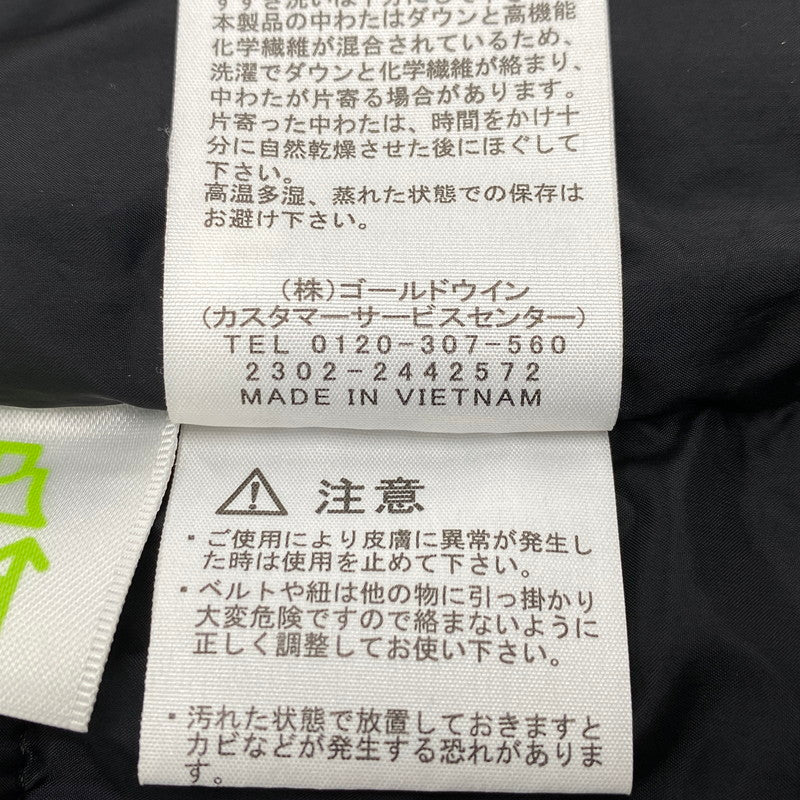 すすぎ洗いは十分にして
本製品の中わたはダウンと高機能
化学繊維が混合されているため、
洗濯でダウンと化学繊維が絡まり、
中わたが片寄る場合があります。
片寄った中わたは、時間をかけ十
分に自然乾燥させた後にほぐして
下さい。
高温多湿、蒸れた状態での保存は
お避け下さい。
(株)ゴールドウイン
(カスタマーサービスセンター)
TEL 0120-307-560
2302-2442572
MADE IN VIETNAM
注意
・ご使用により皮膚に異常が発生し
た時は使用を止めて下さい。
・ベルトや紐は他の物に引っ掛かり
大変危険ですので絡まないように
正しく調整してお使い下さい。
・汚れた状態で放置しておきますと
カビなどが発生する恐れがありま
す。